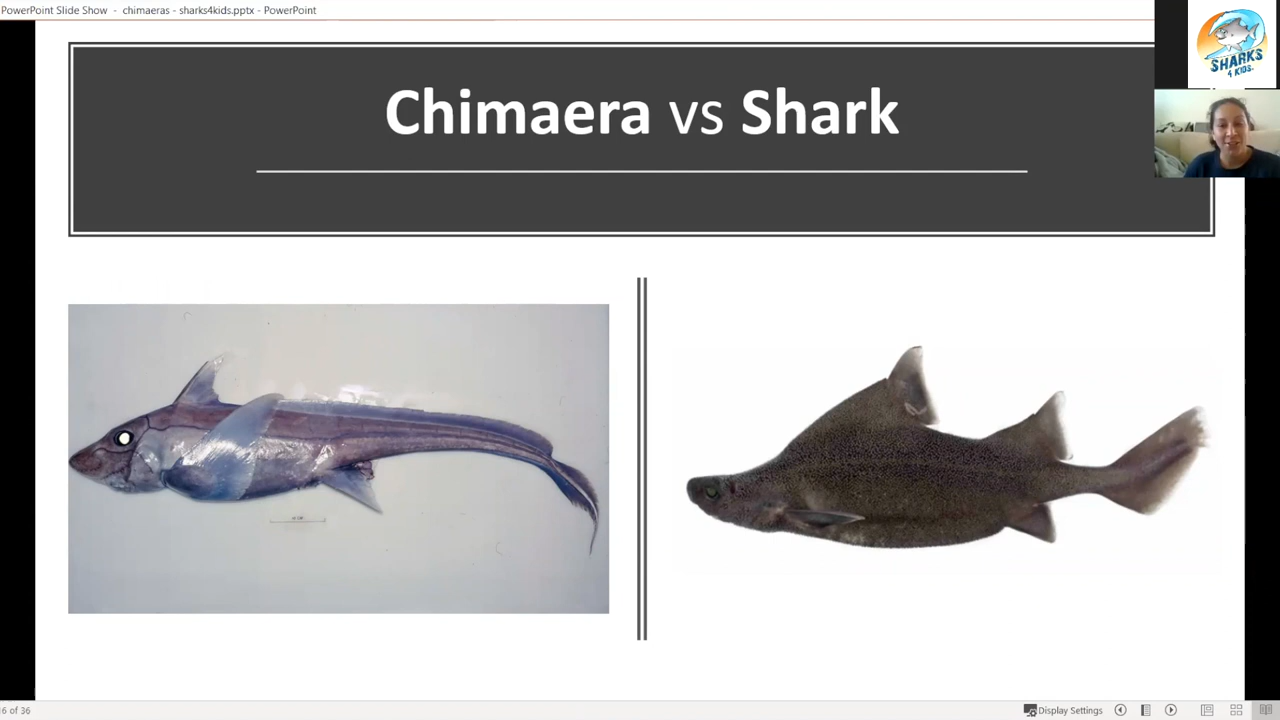 PowerPoint Slide Show - chimaeras - sharks4kids.pptx - PowerPoint
SHARKS
4 KIDS.
Chimaera vs Shark
6 of 36
Display Settings